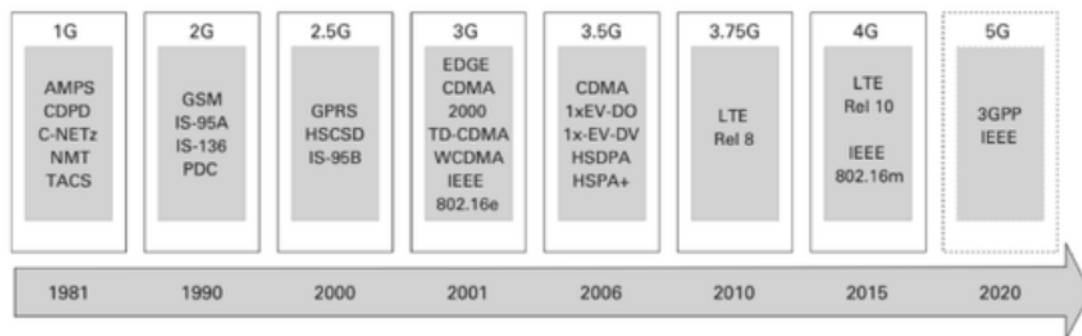 1G
AMPS
CDPD
C-NETz
NMT
TACS
2G
GSM
IS-95A
IS-136
PDC
2.5G
GPRS
HSCSD
IS-95B
3G
EDGE
CDMA
2000
TD-CDMA
WCDMA
IEEE
802.16e
3.5G
CDMA
1xEV-DO
1x-EV-DV
HSDPA
HSPA+
3.75G
LTE
Rel 8
4G
LTE
Rel 10
IEEE
802.16m
5G
3GPP
IEEE
1981
1990
2000
2001
2006
2010
2015
2020